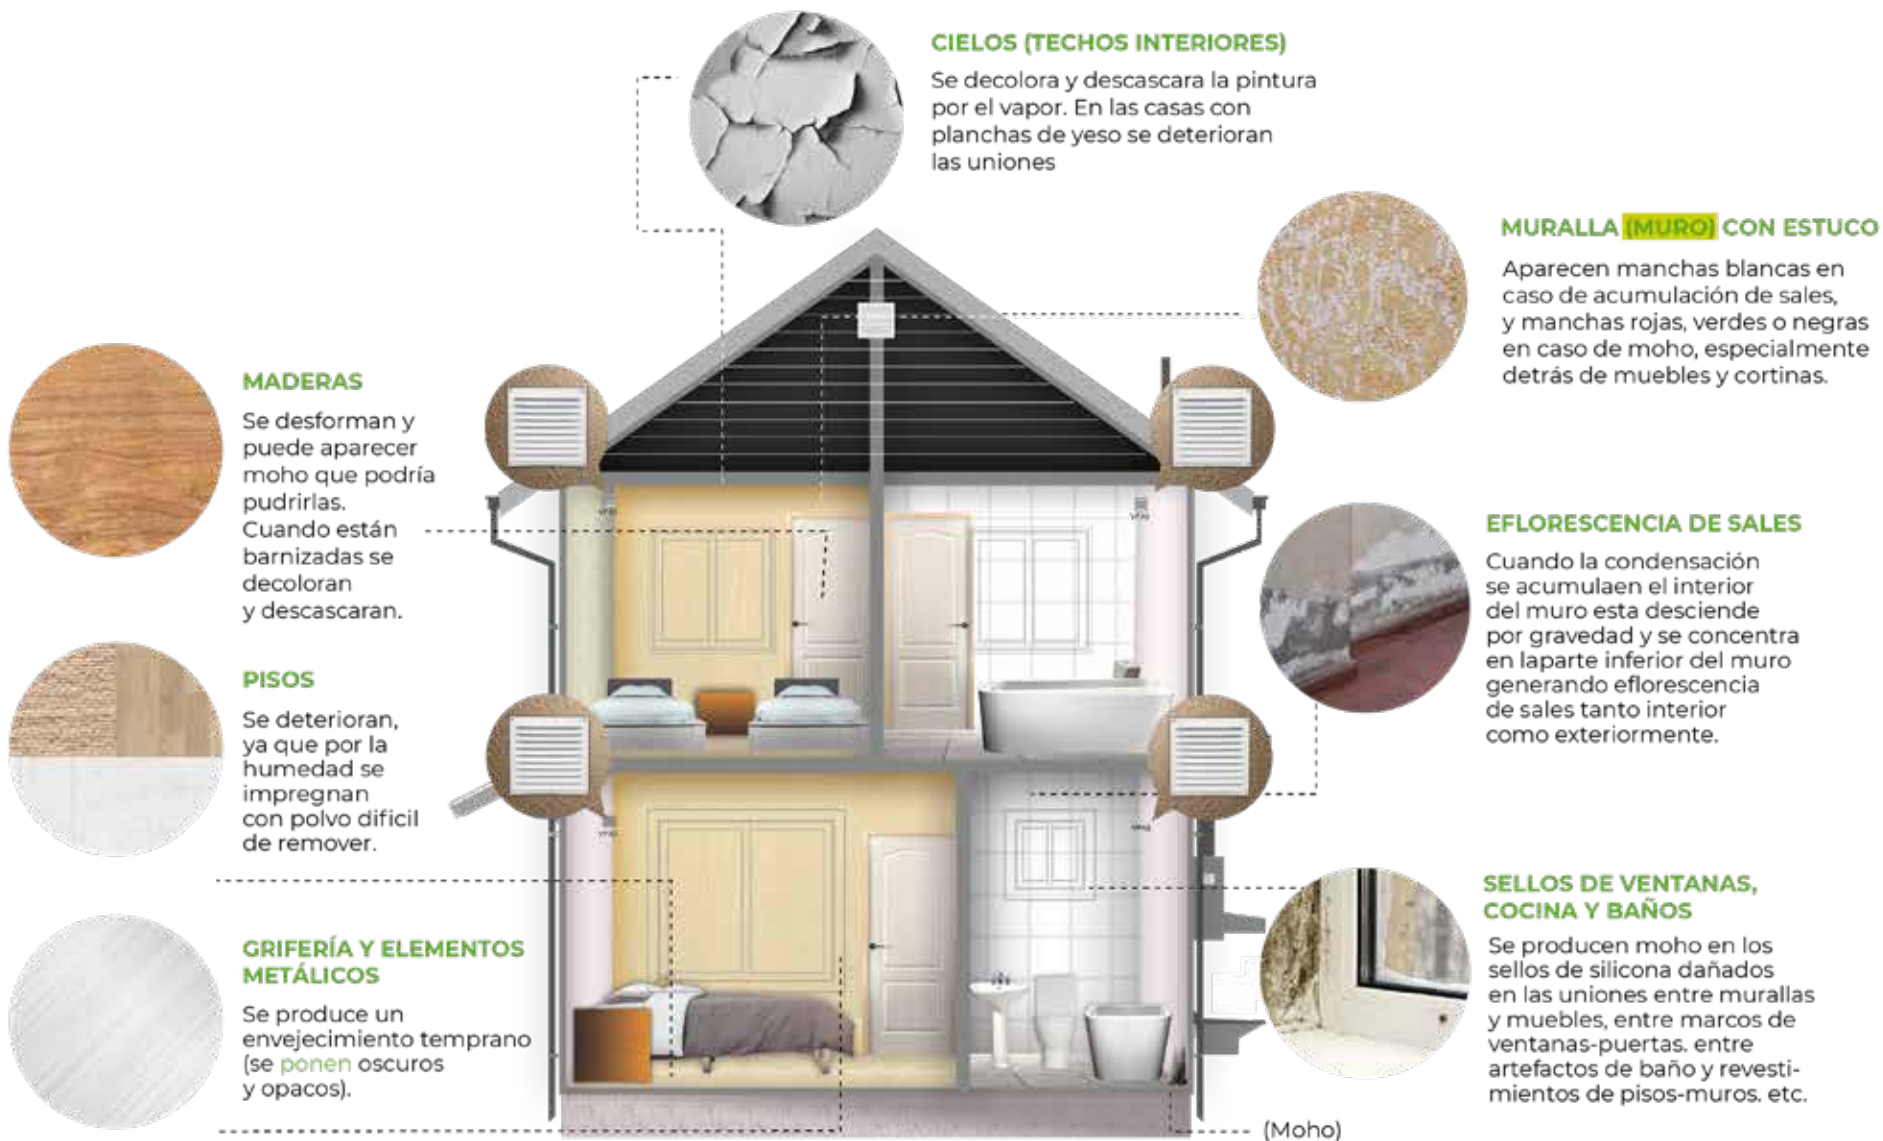 CIELOS (TECHOS INTERIORES)
Se decolora y descascara la pintura
por el vapor. En las casas con
planchas de yeso se deterioran
las uniones
MURALLA (MURO) CON ESTUCO
Aparecen manchas blancas en
caso de acumulación de sales,
y manchas rojas, verdes o negras
en caso de moho, especialmente
detrás de muebles y cortinas.
MADERAS
Se desforman y
puede aparecer
moho que podría
pudrirlas.
Cuando están
barnizadas se
decoloran
y descascaran.
EFLORESCENCIA DE SALES
Cuando la condensación
se acumulaen el interior
del muro esta desciende
por gravedad y se concentra
en laparte inferior del muro
generando eflorescencia
de sales tanto interior
como exteriormente.
PISOS
Se deterioran,
ya que por la
humedad se
impregnan
con polvo dificil
de remover.
SELLOS DE VENTANAS,
COCINA Y BAÑOS
Se producen moho en los
sellos de silicona dañados
en las uniones entre murallas
y muebles, entre marcos de
ventanas-puertas. entre
artefactos de baño y revesti-
mientos de pisos-muros. etc.
GRIFERÍA Y ELEMENTOS
METÁLICOS
Se produce un
envejecimiento temprano
(se ponen oscuros
y opacos).
(Moho)